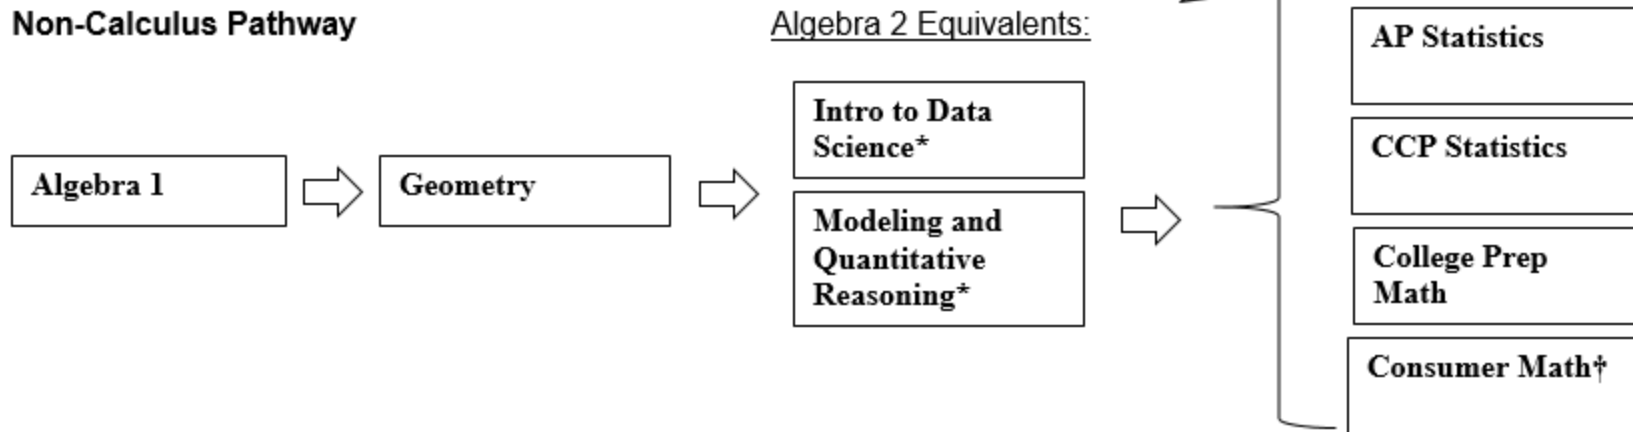 Non-Calculus Pathway
Algebra 2 Equivalents:
Algebra 1
Geometry
Intro to Data
Science*
Modeling and
Quantitative
Reasoning*
AP Statistics
CCP Statistics
College Prep
Math
Consumer Math†